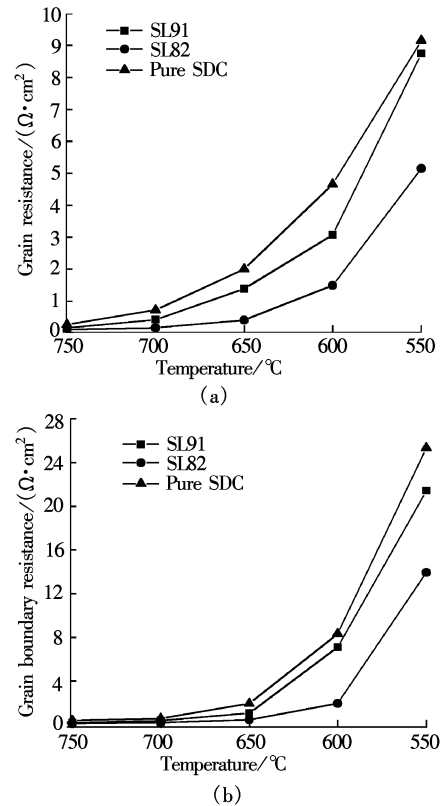 10
9
8
7
6
5
4
3
2
1
0
Grain resistance/(Ω·cm²)
SL91
SL82
Pure SDC
750 700 650 600 550
Temperature/℃
(a)
28
24
21
16
12
8
4
0
Grain boundary resistance/(Ω·cm²)
SL91
SL82
Pure SDC
750 700 650 600 550
Temperature/℃
(b)